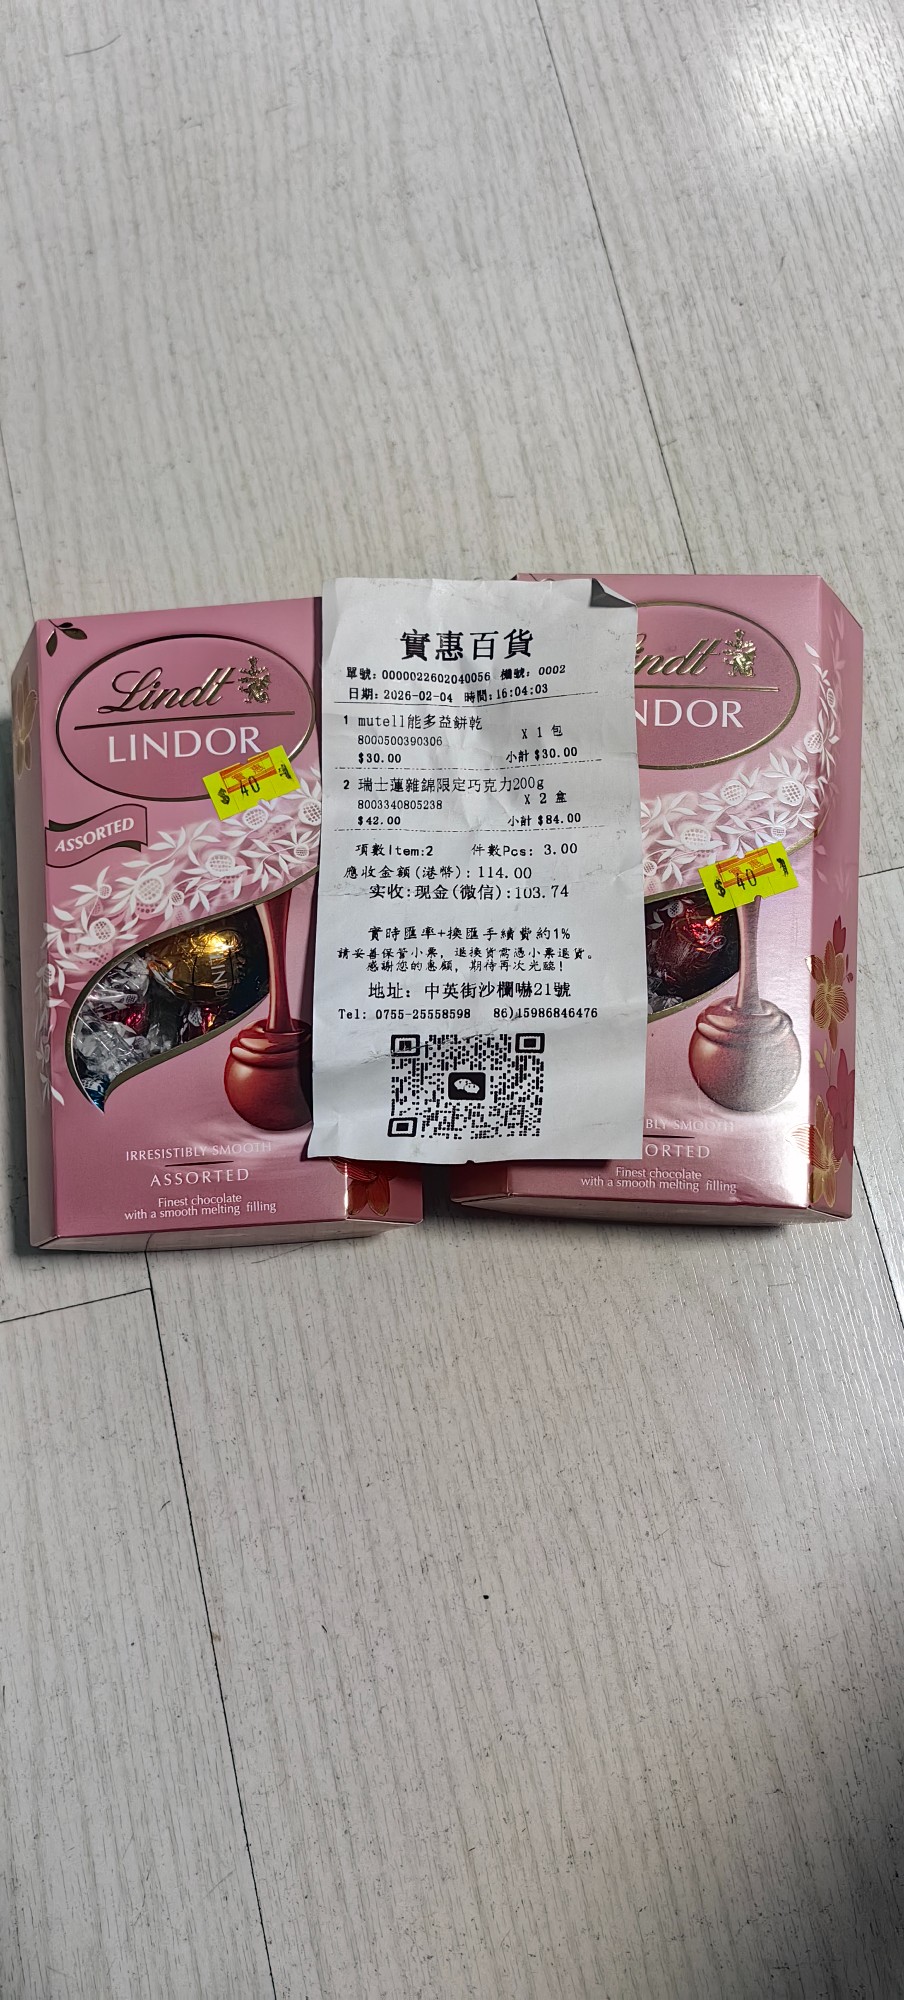 Lindt
LINDOR
$ 40
ASSORTED
IRRESISTIBLY SMOOTH
ASSORTED
Finest chocolate
with a smooth melting filling
實惠百貨
單號: 0000022602040056 機號: 0002
日期: 2026-02-04 時間: 16:04:03
1 mutell能多益餅乾
8000500390306 X 1 包
$30.00 小計 $30.00
2 瑞士蓮雜錦限定巧克力200g
8003340805238 X 2 盒
$42.00 小計 $84.00
項數Item:2 件數Pcs: 3.00
應收金額(港幣): 114.00
实收:现金(微信):103.74
實時匯率+換匯手續費約1%
請妥善保管小票, 退換貨需憑小票退貨。
感謝您的惠顧, 期待再次光臨!
地址: 中英街沙欄嚇21號
Tel: 0755-25558598 86)15986846476
indt
NDOR
$ 40
BLY SMOOTH
ORTED
Finest chocolate
with a smooth melting filling